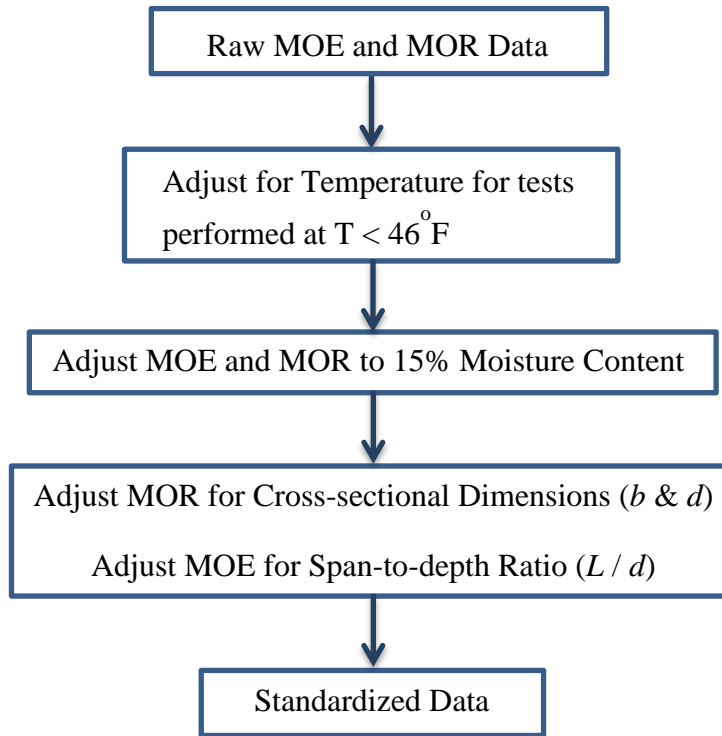 Raw MOE and MOR Data
Adjust for Temperature for tests
performed at T < 46°F
Adjust MOE and MOR to 15% Moisture Content
Adjust MOR for Cross-sectional Dimensions (b & d)
Adjust MOE for Span-to-depth Ratio (L / d)
Standardized Data